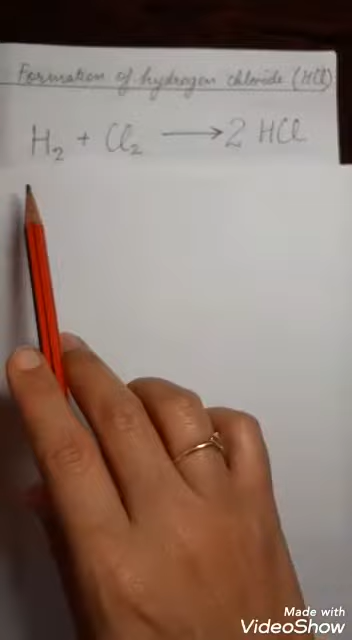 Formation of hydrogen chloride (HCl)
H₂ + Cl₂ ⟶ 2 HCl
Made with
VideoShow